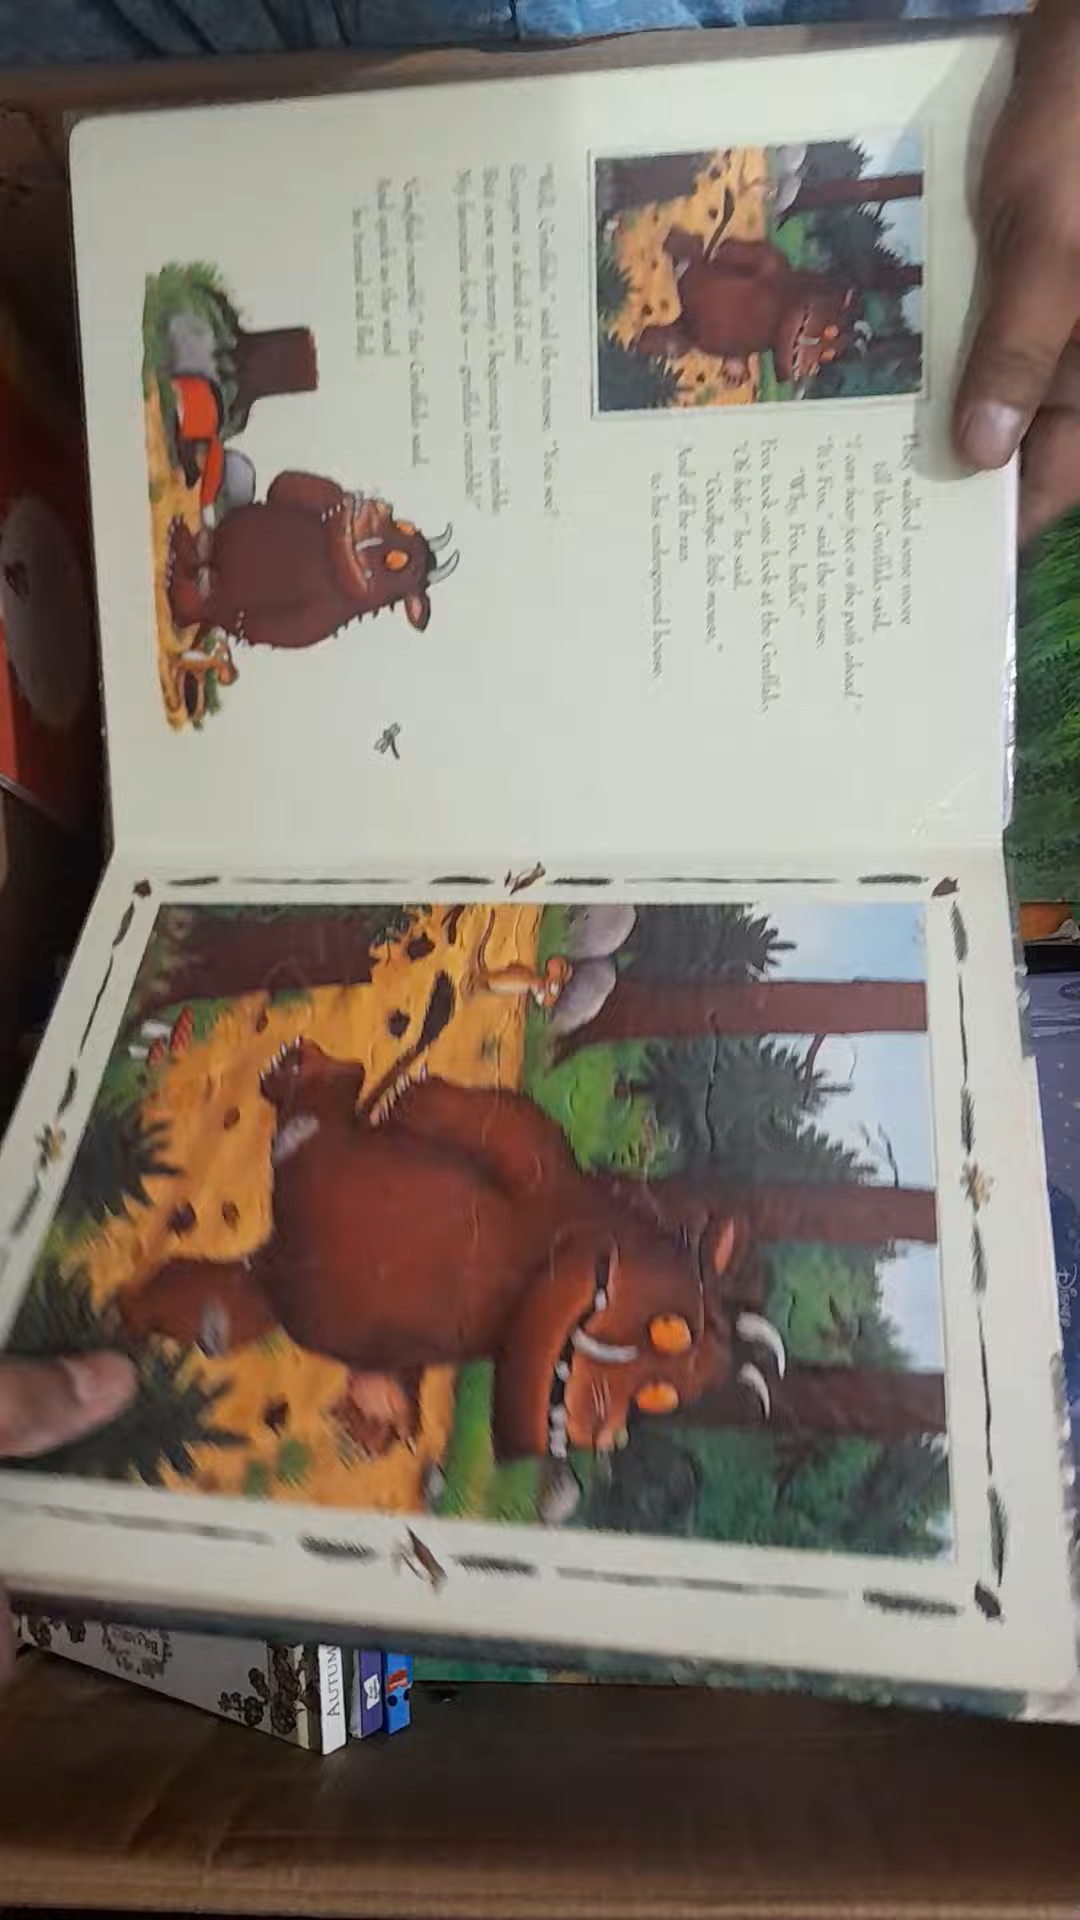 They walked some more
till the Gruffalo said,
"I can hear feet on the path ahead."
"It's Fox," said the mouse.
"Why, Fox, hello!"
Fox took one look at the Gruffalo.
"Oh help!" he said,
"Goodbye, little mouse,"
And off he ran
to his underground house.
"Well, Gruffalo," said the mouse. "You see?
Everyone is afraid of me!
But now my tummy's beginning to rumble.
My favourite food is – gruffalo crumble!"
"Gruffalo crumble!" the Gruffalo said,
And quick as the wind
he turned and fled.
DISNEY
AUTUM